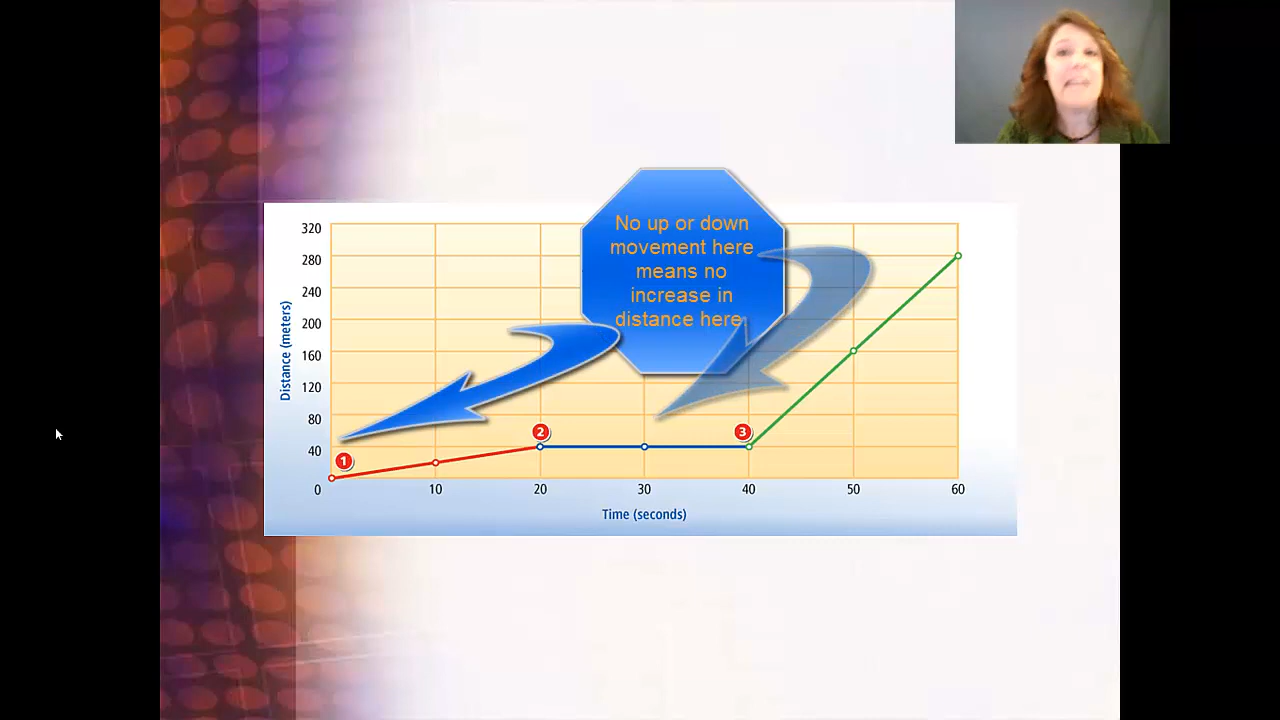 No up or down
movement here
means no
increase in
distance here.
320
280
240
200
160
120
80
40
0
Distance (meters)
1
2
3
10
20
30
40
50
60
Time (seconds)